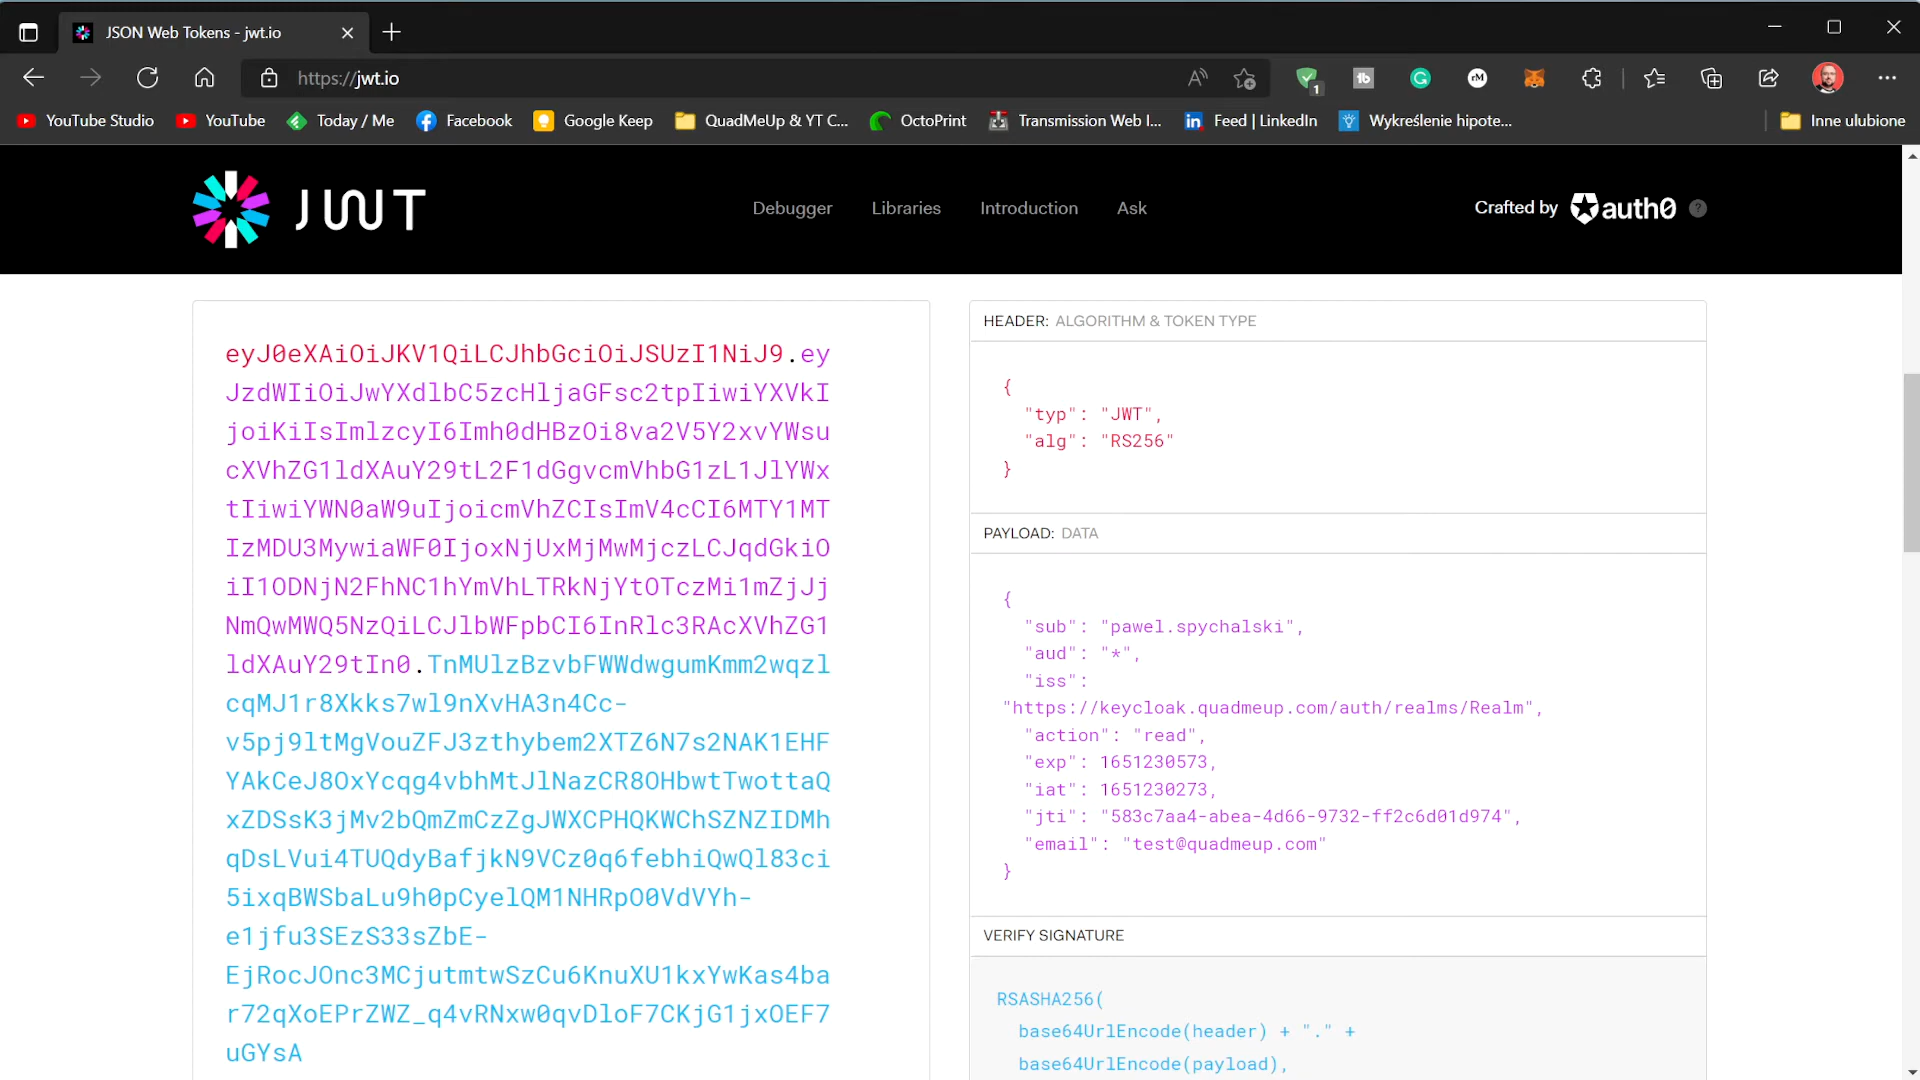 JSON Web Tokens - jwt.io
https://jwt.io
1
YouTube Studio
YouTube
Today / Me
Facebook
Google Keep
QuadMeUp & YT C...
OctoPrint
Transmission Web I...
Feed | LinkedIn
Wykreślenie hipote...
Inne ulubione
JWT
Debugger
Libraries
Introduction
Ask
Crafted by auth0 ?
eyJ0eXAiOiJKV1QiLCJhbGciOiJSUzI1NiJ9.ey
JzdWIiOiJwYXdlbC5zcHljaGFsc2tpIiwiYXVkI
joiKiIsImlzcyI6Imh0dHBzOi8va2V5Y2xvYWsu
cXVhZG1ldXAuY29tL2F1dGgvcmVhbG1zL1JlYWx
tIiwiYWN0aW9uIjoicmVhZCIsImV4cCI6MTY1MT
IzMDU3MywiaWF0IjoxNjUxMjMwMjczLCJqdGkiO
iI1ODNjN2FhNC1hYmVhLTRkNjYtOTczMi1mZjJj
NmQwMWQ5NzQiLCJlbWFpbCI6InRlc3RAcXVhZG1
ldXAuY29tIn0.TnMUlzBzvbFWWdwgumKmm2wqzl
cqMJ1r8Xkks7wl9nXvHA3n4Cc-
v5pj9ltMgVouZFJ3zthybem2XTZ6N7s2NAK1EHF
YAkCeJ8OxYcqg4vbhMtJlNazCR8OHbwtTwottaQ
xZDSsK3jMv2bQmZmCzZgJWXCPHQKWChSZNZIDMh
qDsLVui4TUQdyBafjkN9VCz0q6febhiQwQl83ci
5ixqBWSbaLu9h0pCyelQM1NHRpO0VdVYh-
e1jfu3SEzS33sZbE-
EjRocJOnc3MCjutmtwSzCu6KnuXU1kxYwKas4ba
r72qXoEPrZWZ_q4vRNxw0qvDloF7CKjG1jxOEF7
uGYsA
HEADER: ALGORITHM & TOKEN TYPE
{
"typ": "JWT",
"alg": "RS256"
}
PAYLOAD: DATA
{
"sub": "pawel.spychalski",
"aud": "*",
"iss":
"https://keycloak.quadmeup.com/auth/realms/Realm",
"action": "read",
"exp": 1651230573,
"iat": 1651230273,
"jti": "583c7aa4-abea-4d66-9732-ff2c6d01d974",
"email": "test@quadmeup.com"
}
VERIFY SIGNATURE
RSASHA256(
base64UrlEncode(header) + "." +
base64UrlEncode(payload),